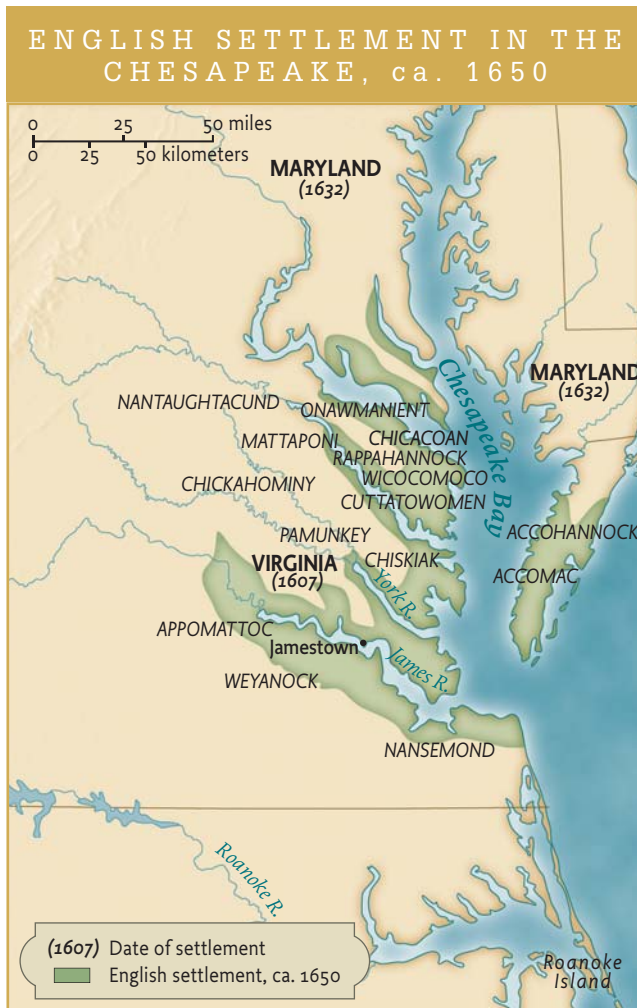 ENGLISH SETTLEMENT IN THE
CHESAPEAKE, ca. 1650
0 25 50 miles
0 25 50 kilometers
MARYLAND
(1632)
Chesapeake Bay
MARYLAND
(1632)
NANTAUGHTACUND
ONAWMANIENT
MATTAPONI
CHICACOAN
RAPPAHANNOCK
CHICKAHOMINY
WICOCOMOCO
CUTTATOWOMEN
PAMUNKEY
ACCOHANNOCK
VIRGINIA
(1607)
CHISKIAK
ACCOMAC
York R.
APPOMATTOC
Jamestown
James R.
WEYANOCK
NANSEMOND
Roanoke R.
(1607) Date of settlement
English settlement, ca. 1650
Roanoke
Island